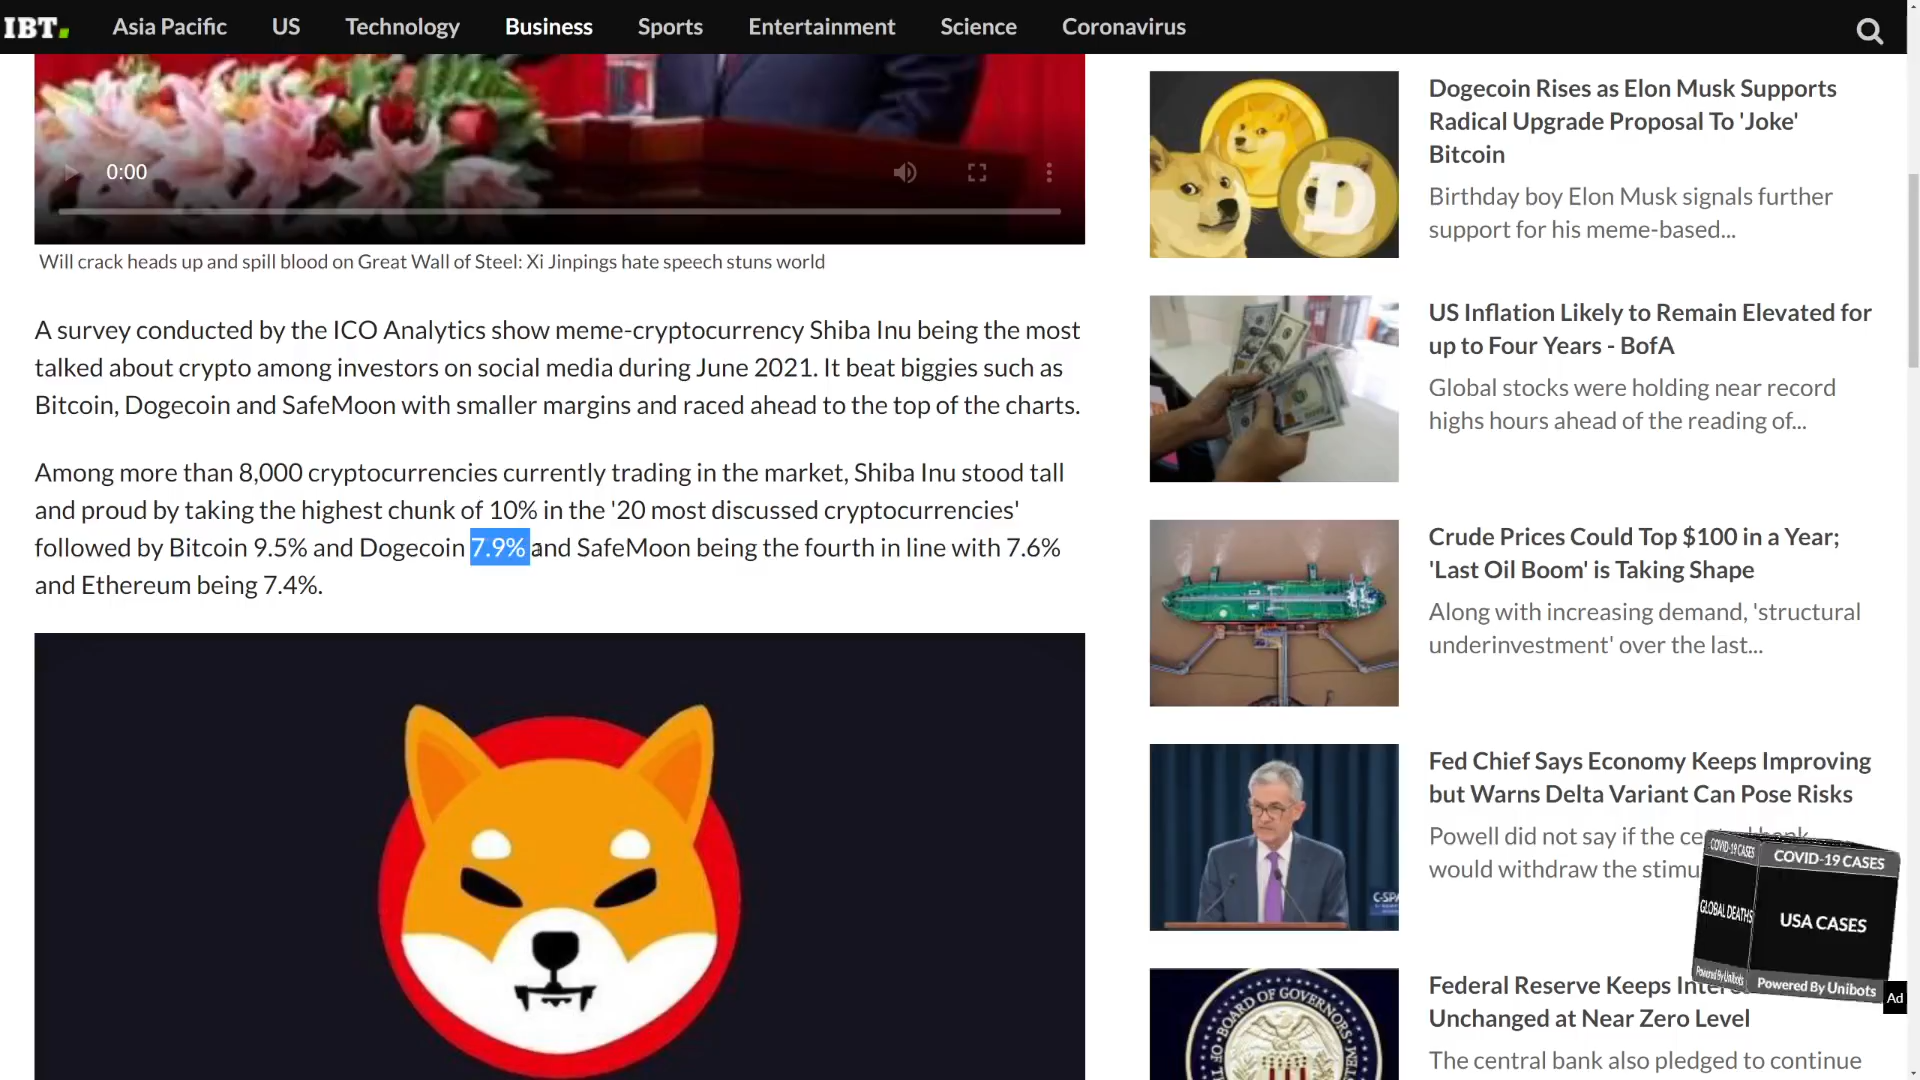 IBT.
Asia Pacific
US
Technology
Business
Sports
Entertainment
Science
Coronavirus
0:00
Will crack heads up and spill blood on Great Wall of Steel: Xi Jinpings hate speech stuns world
A survey conducted by the ICO Analytics show meme-cryptocurrency Shiba Inu being the most
talked about crypto among investors on social media during June 2021. It beat biggies such as
Bitcoin, Dogecoin and SafeMoon with smaller margins and raced ahead to the top of the charts.
Among more than 8,000 cryptocurrencies currently trading in the market, Shiba Inu stood tall
and proud by taking the highest chunk of 10% in the '20 most discussed cryptocurrencies'
followed by Bitcoin 9.5% and Dogecoin 7.9% and SafeMoon being the fourth in line with 7.6%
and Ethereum being 7.4%.
Dogecoin Rises as Elon Musk Supports
Radical Upgrade Proposal To 'Joke'
Bitcoin
Birthday boy Elon Musk signals further
support for his meme-based...
US Inflation Likely to Remain Elevated for
up to Four Years - BofA
Global stocks were holding near record
highs hours ahead of the reading of...
Crude Prices Could Top $100 in a Year;
'Last Oil Boom' is Taking Shape
Along with increasing demand, 'structural
underinvestment' over the last...
Fed Chief Says Economy Keeps Improving
but Warns Delta Variant Can Pose Risks
Powell did not say if the
would withdraw the
C-SPA
COVID-19 CASES
COVID-19 CASES
GLOBAL DEATHS
USA CASES
Powered By Unibots
Powered By Unibots
Ad
Federal Reserve Keeps
Unchanged at Near Zero Level
The central bank also pledged to continue
BOARD OF GOVERNORS